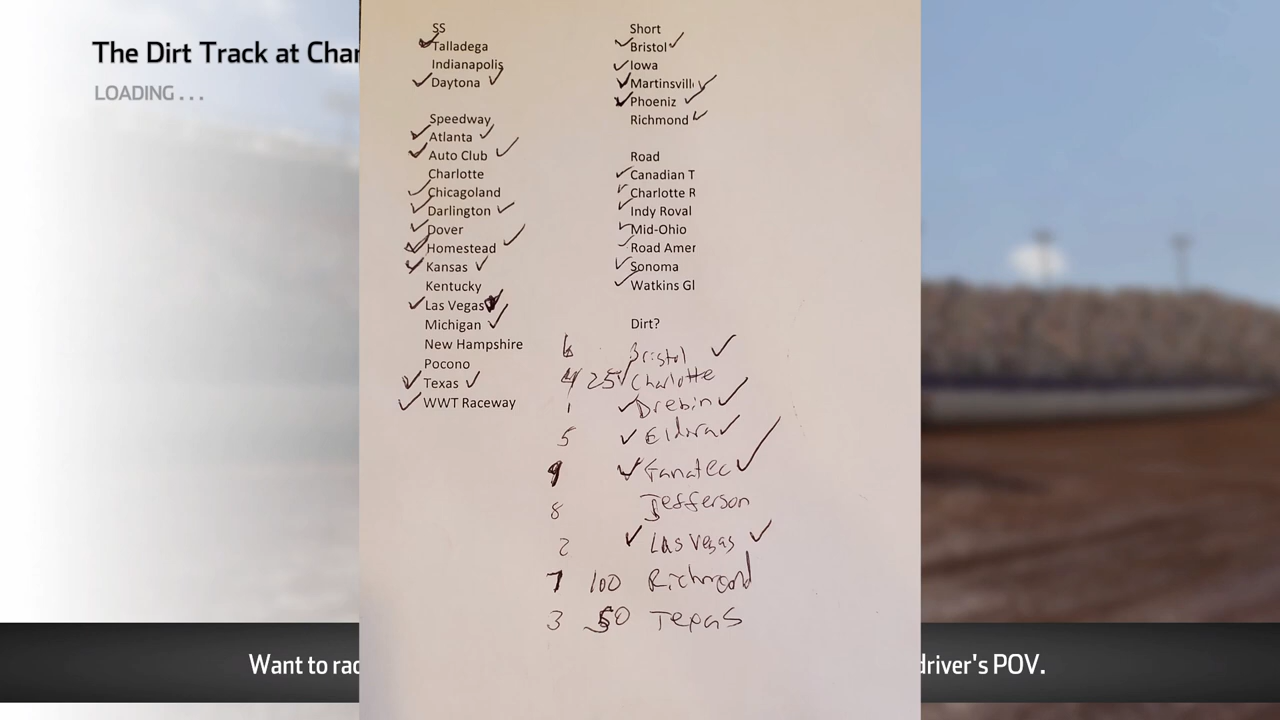 The Dirt Track at Char
LOADING . . .
SS
Talladega
Indianapolis
Daytona
Speedway
Atlanta
Auto Club
Charlotte
Chicagoland
Darlington
Dover
Homestead
Kansas
Kentucky
Las Vegas
Michigan
New Hampshire
Pocono
Texas
WWT Raceway
Short
Bristol
Iowa
Martinsvill
Phoeniz
Richmond
Road
Canadian T
Charlotte R
Indy Roval
Mid-Ohio
Road Amer
Sonoma
Watkins Gl
Dirt?
6 Bristol
4 25 Charlotte
1 Drebin
5 Eldora
9 Fanatec
8 Jefferson
2 Las Vegas
7 100 Richmond
3 50 Texas
Want to rac
driver's POV.